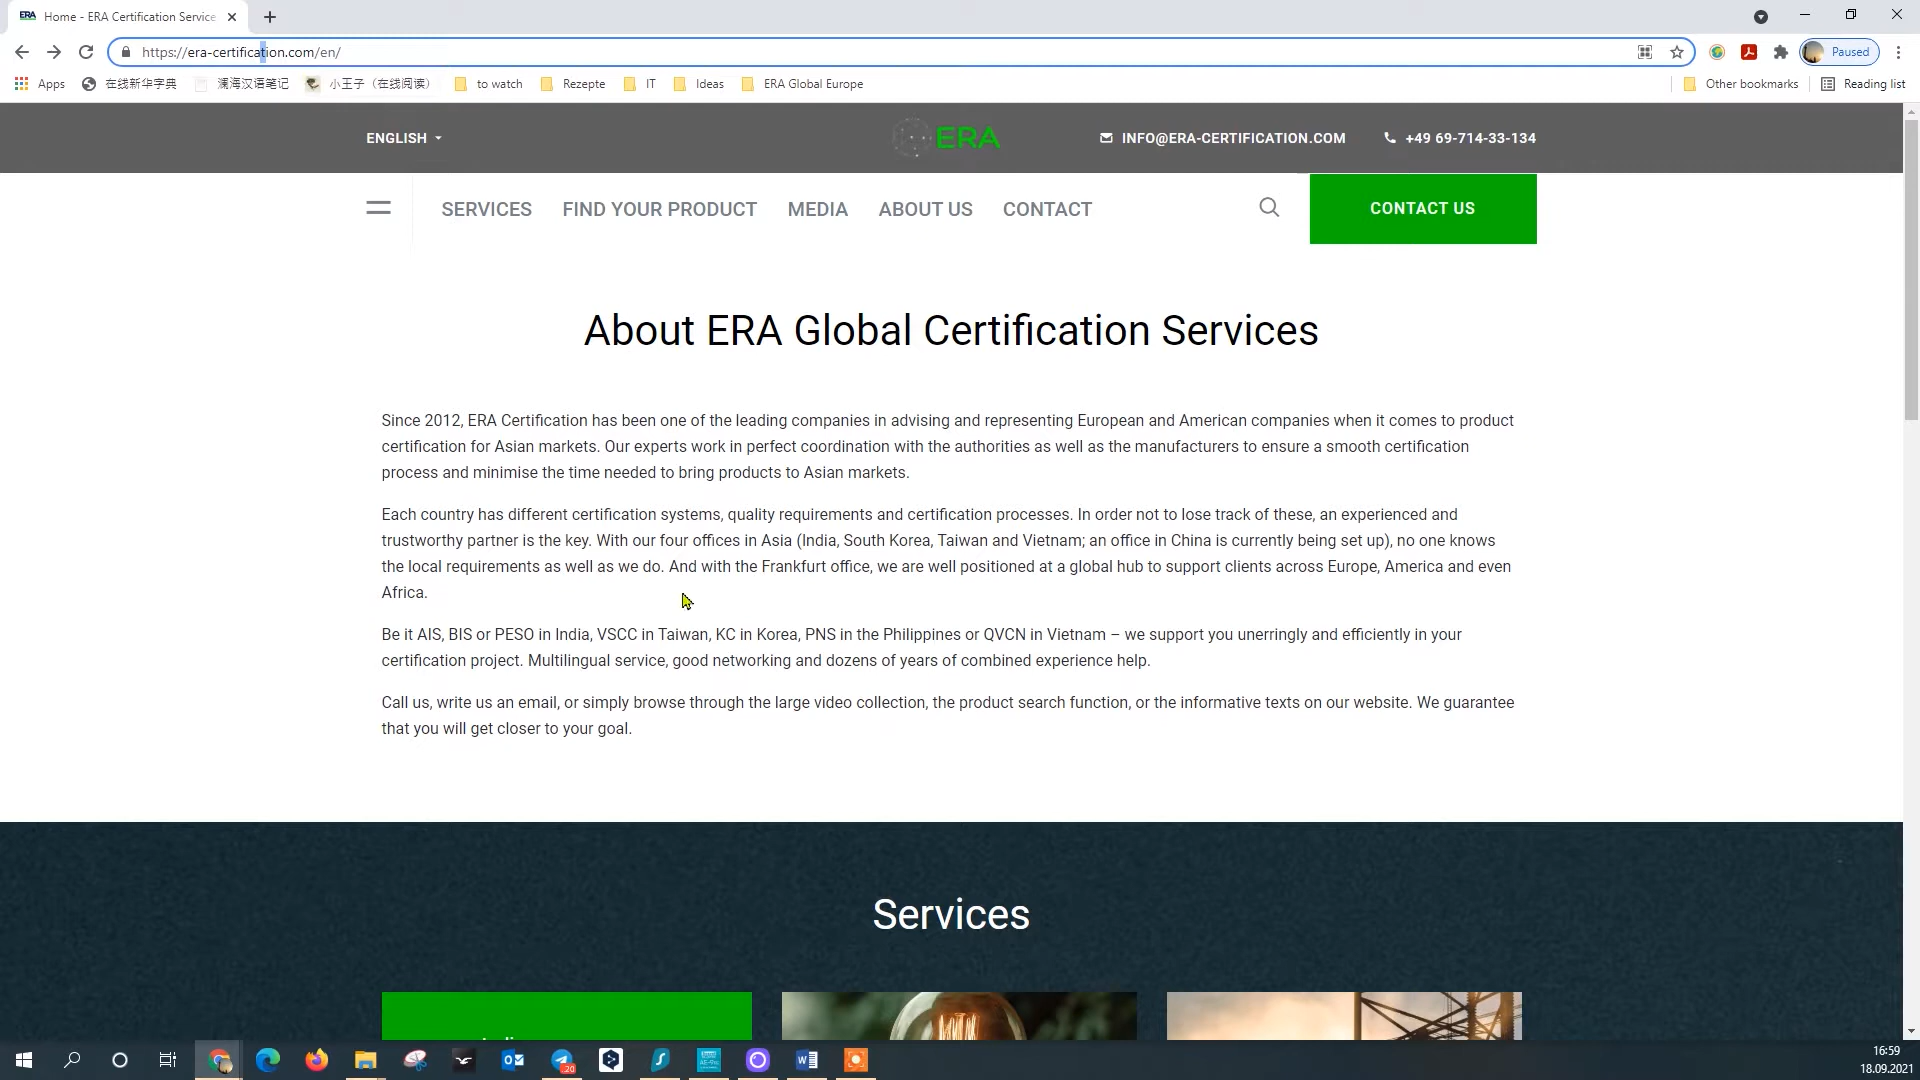 ERA Home - ERA Certification Service
https://era-certification.com/en/
Paused
Apps 在线新华字典 澜海汉语笔记 小王子（在线阅读） to watch Rezepte IT Ideas ERA Global Europe Other bookmarks Reading list
ENGLISH ERA INFO@ERA-CERTIFICATION.COM +49 69-714-33-134
SERVICES FIND YOUR PRODUCT MEDIA ABOUT US CONTACT CONTACT US
About ERA Global Certification Services
Since 2012, ERA Certification has been one of the leading companies in advising and representing European and American companies when it comes to product
certification for Asian markets. Our experts work in perfect coordination with the authorities as well as the manufacturers to ensure a smooth certification
process and minimise the time needed to bring products to Asian markets.
Each country has different certification systems, quality requirements and certification processes. In order not to lose track of these, an experienced and
trustworthy partner is the key. With our four offices in Asia (India, South Korea, Taiwan and Vietnam; an office in China is currently being set up), no one knows
the local requirements as well as we do. And with the Frankfurt office, we are well positioned at a global hub to support clients across Europe, America and even
Africa.
Be it AIS, BIS or PESO in India, VSCC in Taiwan, KC in Korea, PNS in the Philippines or QVCN in Vietnam – we support you unerringly and efficiently in your
certification project. Multilingual service, good networking and dozens of years of combined experience help.
Call us, write us an email, or simply browse through the large video collection, the product search function, or the informative texts on our website. We guarantee
that you will get closer to your goal.
Services
20
16:59
18.09.2021